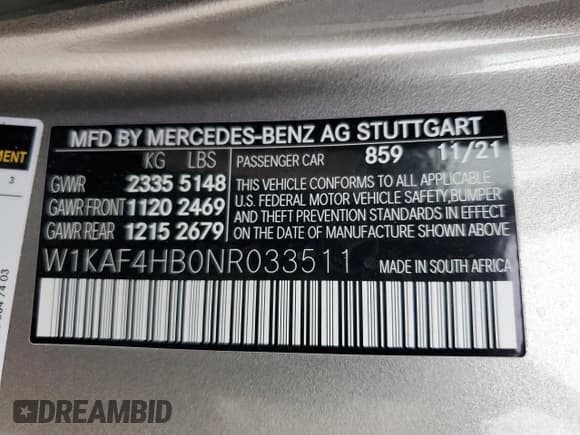 MFD BY MERCEDES-BENZ AG STUTTGART
KG LBS PASSENGER CAR 859 11/21
GVWR 2335 5148 THIS VEHICLE CONFORMS TO ALL APPLICABLE
U.S. FEDERAL MOTOR VEHICLE SAFETY,BUMPER
GAWR FRONT 1120 2469 AND THEFT PREVENTION STANDARDS IN EFFECT
GAWR REAR 1215 2679 ON THE DATE OF MANUFACTURE SHOWN ABOVE.
W1KAF4HB0NR033511 MADE IN SOUTH AFRICA
3
DREAMBID